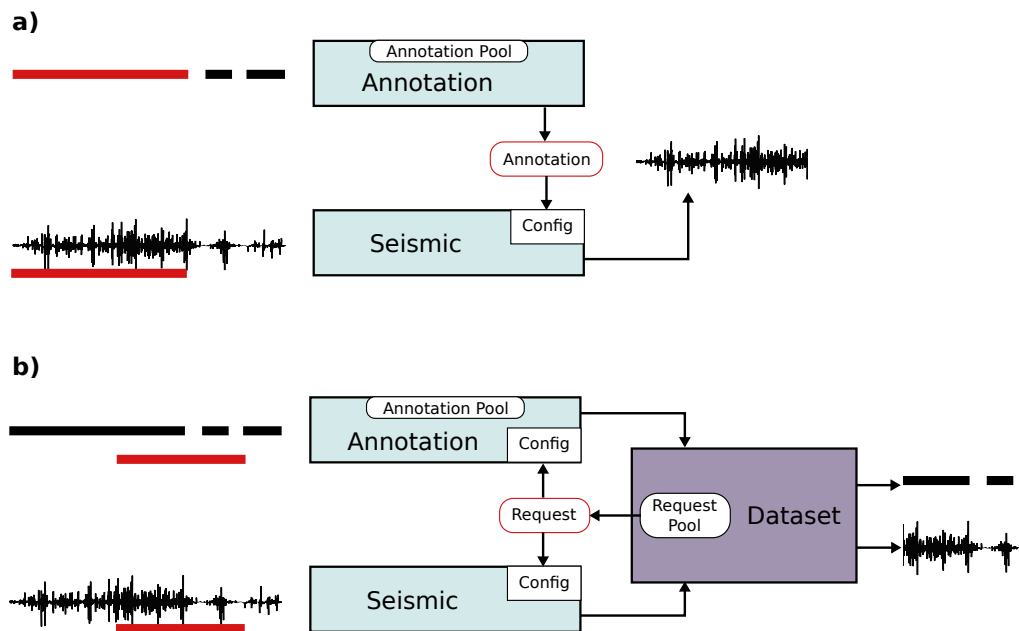 a)
Annotation Pool
Annotation
Annotation
Config
Seismic
b)
Annotation Pool
Annotation
Config
Request
Request
Pool
Dataset
Config
Seismic